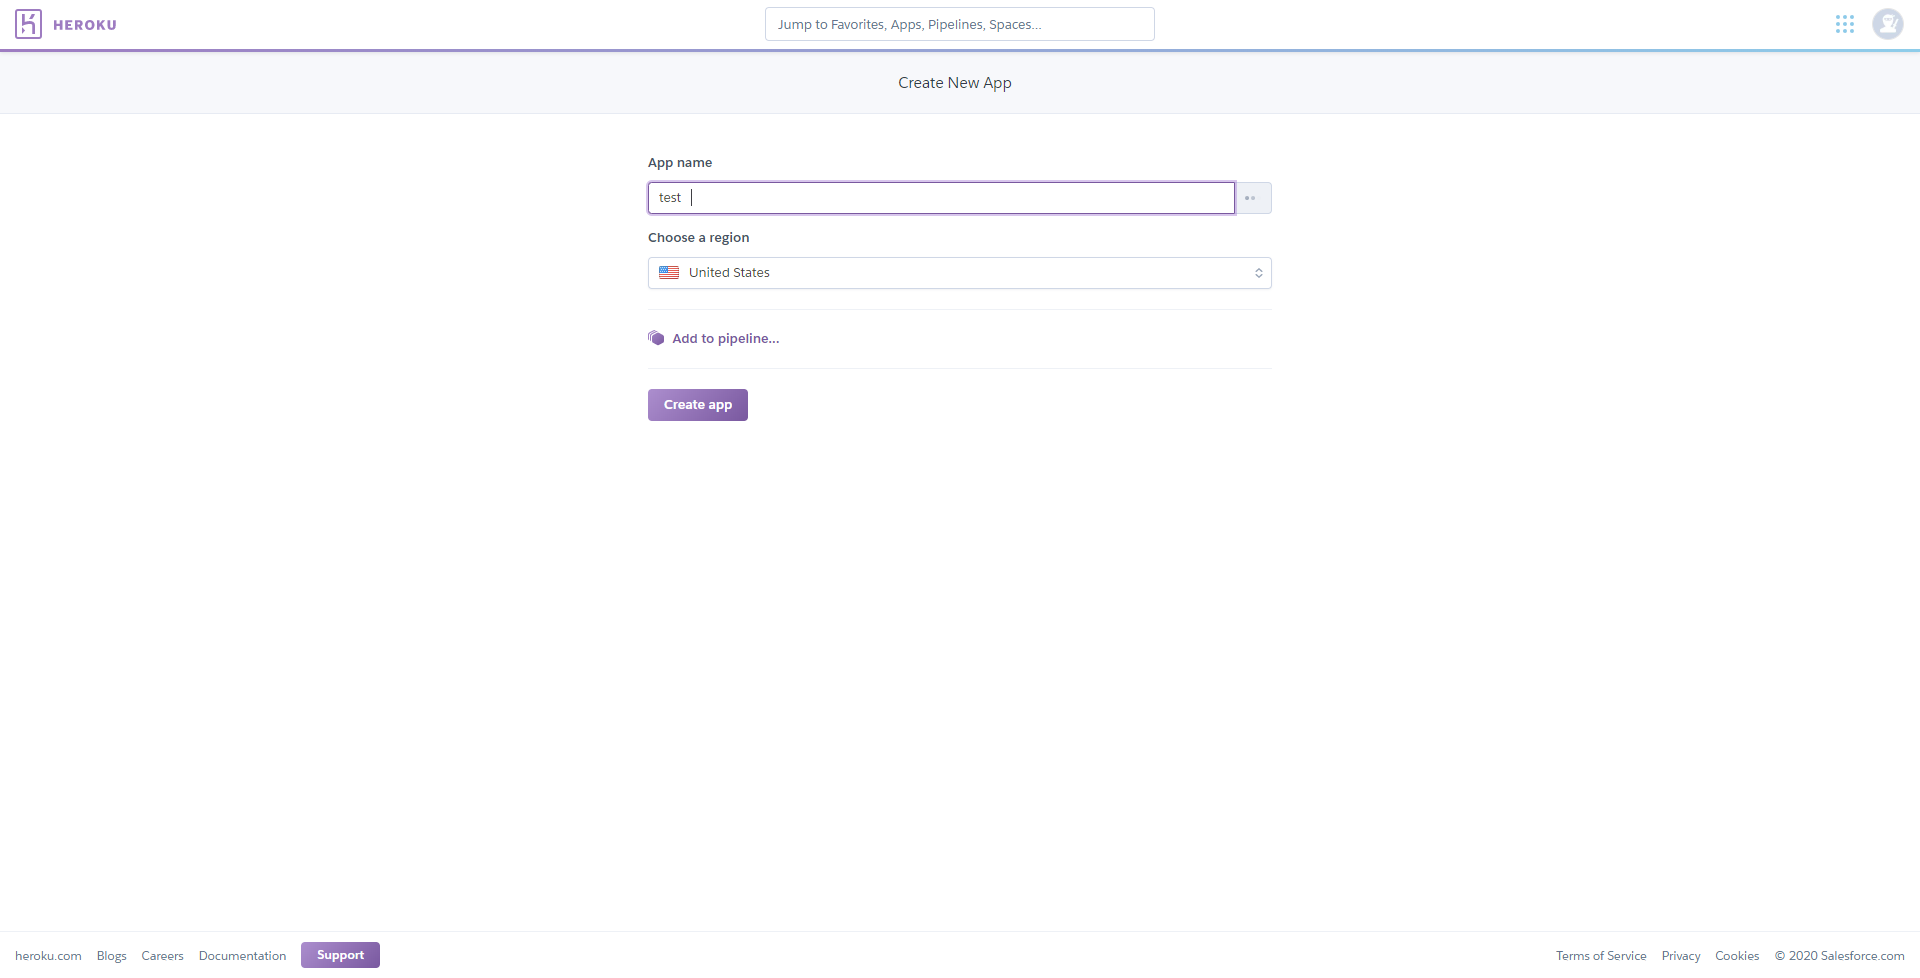 HEROKU
Jump to Favorites, Apps, Pipelines, Spaces...
Create New App
App name
test
Choose a region
United States
Add to pipeline...
Create app
heroku.com Blogs Careers Documentation Support Terms of Service Privacy Cookies © 2020 Salesforce.com